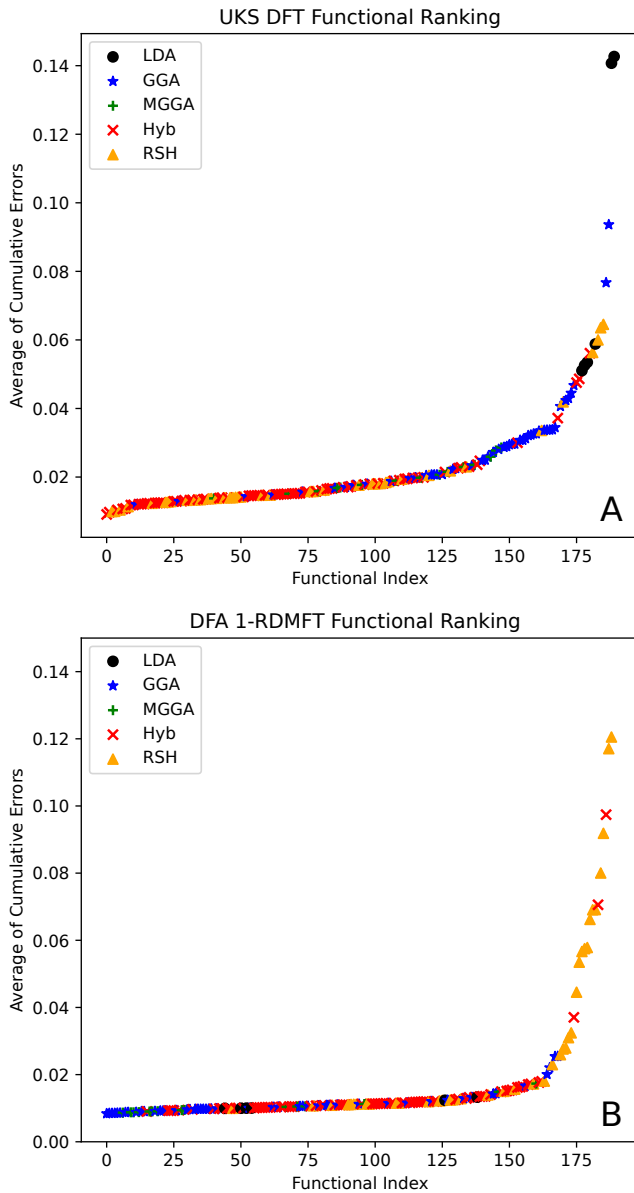 UKS DFT Functional Ranking
0.14
0.12
0.10
0.08
0.06
0.04
0.02
Average of Cumulative Errors
LDA
GGA
MGGA
Hyb
RSH
A
0 25 50 75 100 125 150 175
Functional Index
DFA 1-RDMFT Functional Ranking
0.14
0.12
0.10
0.08
0.06
0.04
0.02
0.00
Average of Cumulative Errors
LDA
GGA
MGGA
Hyb
RSH
B
0 25 50 75 100 125 150 175
Functional Index